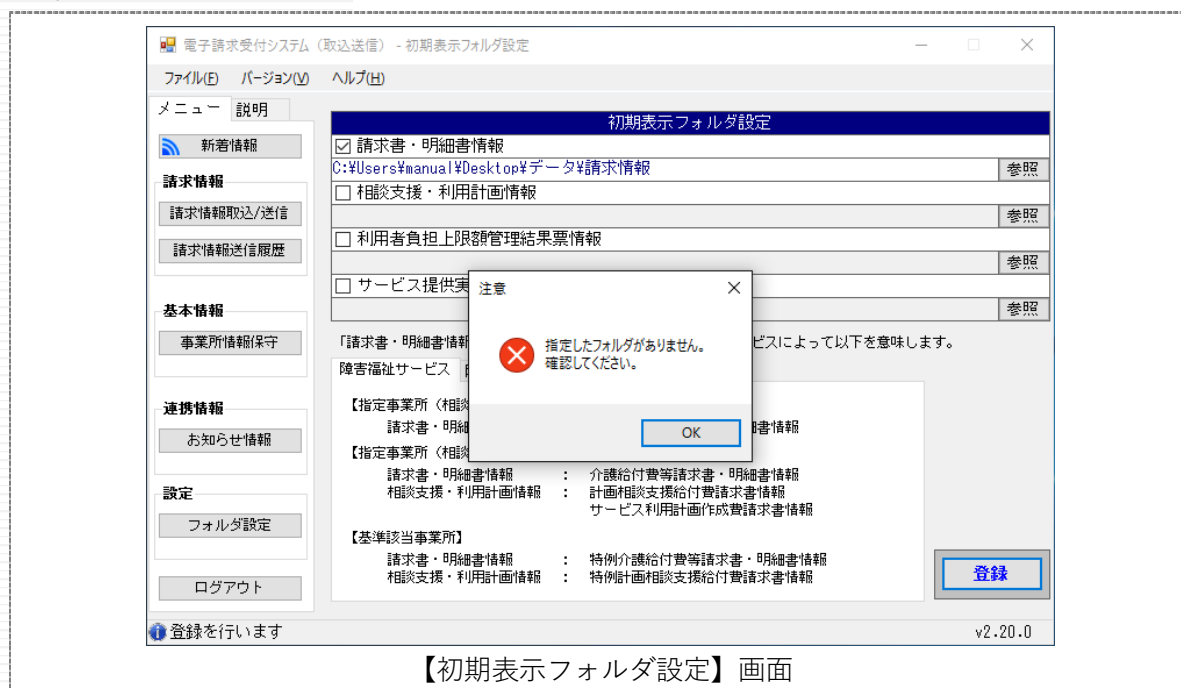 電子請求受付システム（取込送信） - 初期表示フォルダ設定
ファイル(F) バージョン(V) ヘルプ(H)
メニュー 説明
新着情報
請求情報
請求情報取込/送信
請求情報送信履歴
基本情報
事業所情報保守
連携情報
お知らせ情報
設定
フォルダ設定
ログアウト
初期表示フォルダ設定
請求書・明細書情報
C:¥Users¥manual¥Desktop¥データ¥請求情報 参照
相談支援・利用計画情報
参照
利用者負担上限額管理結果票情報
参照
サービス提供実
参照
注意
指定したフォルダがありません。
確認してください。
OK
「請求書・明細書情報 ビスによって以下を意味します。
障害福祉サービス
【指定事業所（相談
請求書・明細 書情報
【指定事業所（相談
請求書・明細書情報 ： 介護給付費等請求書・明細書情報
相談支援・利用計画情報 ： 計画相談支援給付費請求書情報
サービス利用計画作成費請求書情報
【基準該当事業所】
請求書・明細書情報 ： 特例介護給付費等請求書・明細書情報
相談支援・利用計画情報 ： 特例計画相談支援給付費請求書情報
登録
登録を行います v2.20.0
【初期表示フォルダ設定】画面